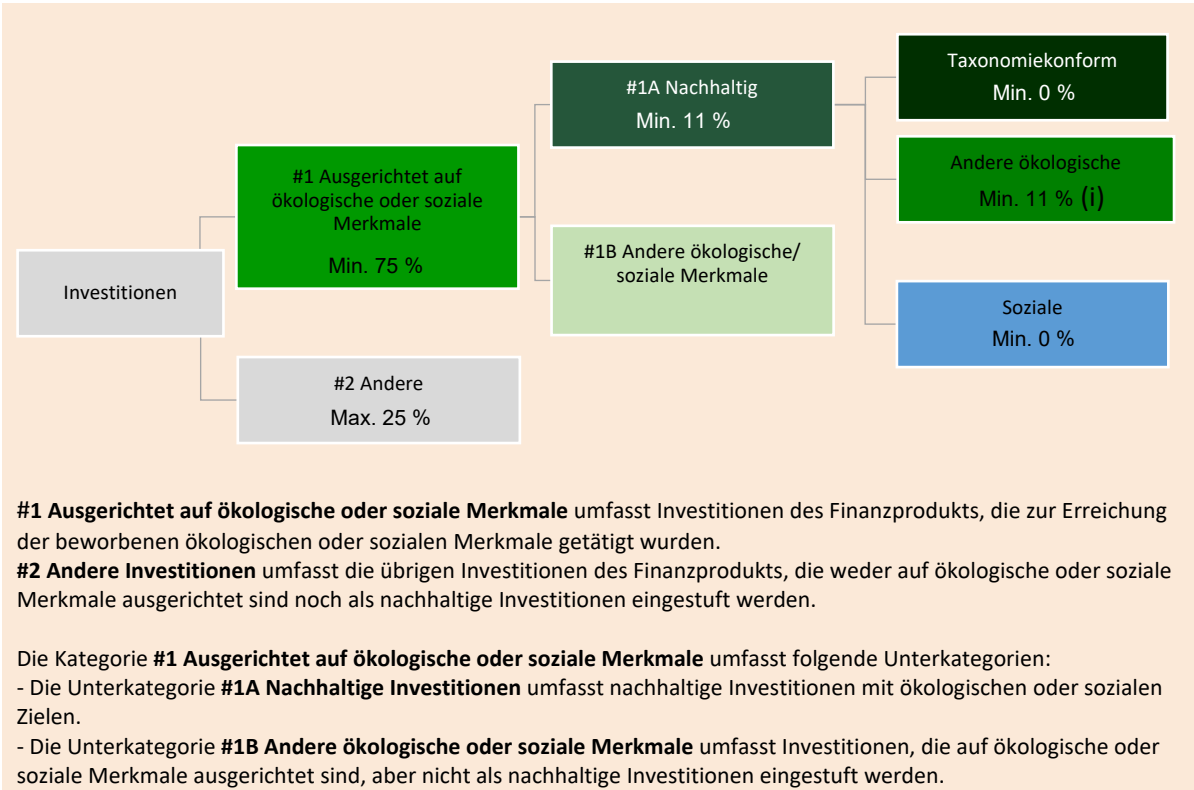 Investitionen
#1 Ausgerichtet auf
ökologische oder soziale
Merkmale
Min. 75 %
#2 Andere
Max. 25 %
#1A Nachhaltig
Min. 11 %
#1B Andere ökologische/
soziale Merkmale
Taxonomiekonform
Min. 0 %
Andere ökologische
Min. 11 % (i)
Soziale
Min. 0 %
#1 Ausgerichtet auf ökologische oder soziale Merkmale umfasst Investitionen des Finanzprodukts, die zur Erreichung
der beworbenen ökologischen oder sozialen Merkmale getätigt wurden.
#2 Andere Investitionen umfasst die übrigen Investitionen des Finanzprodukts, die weder auf ökologische oder soziale
Merkmale ausgerichtet sind noch als nachhaltige Investitionen eingestuft werden.
Die Kategorie #1 Ausgerichtet auf ökologische oder soziale Merkmale umfasst folgende Unterkategorien:
- Die Unterkategorie #1A Nachhaltige Investitionen umfasst nachhaltige Investitionen mit ökologischen oder sozialen
Zielen.
- Die Unterkategorie #1B Andere ökologische oder soziale Merkmale umfasst Investitionen, die auf ökologische oder
soziale Merkmale ausgerichtet sind, aber nicht als nachhaltige Investitionen eingestuft werden.